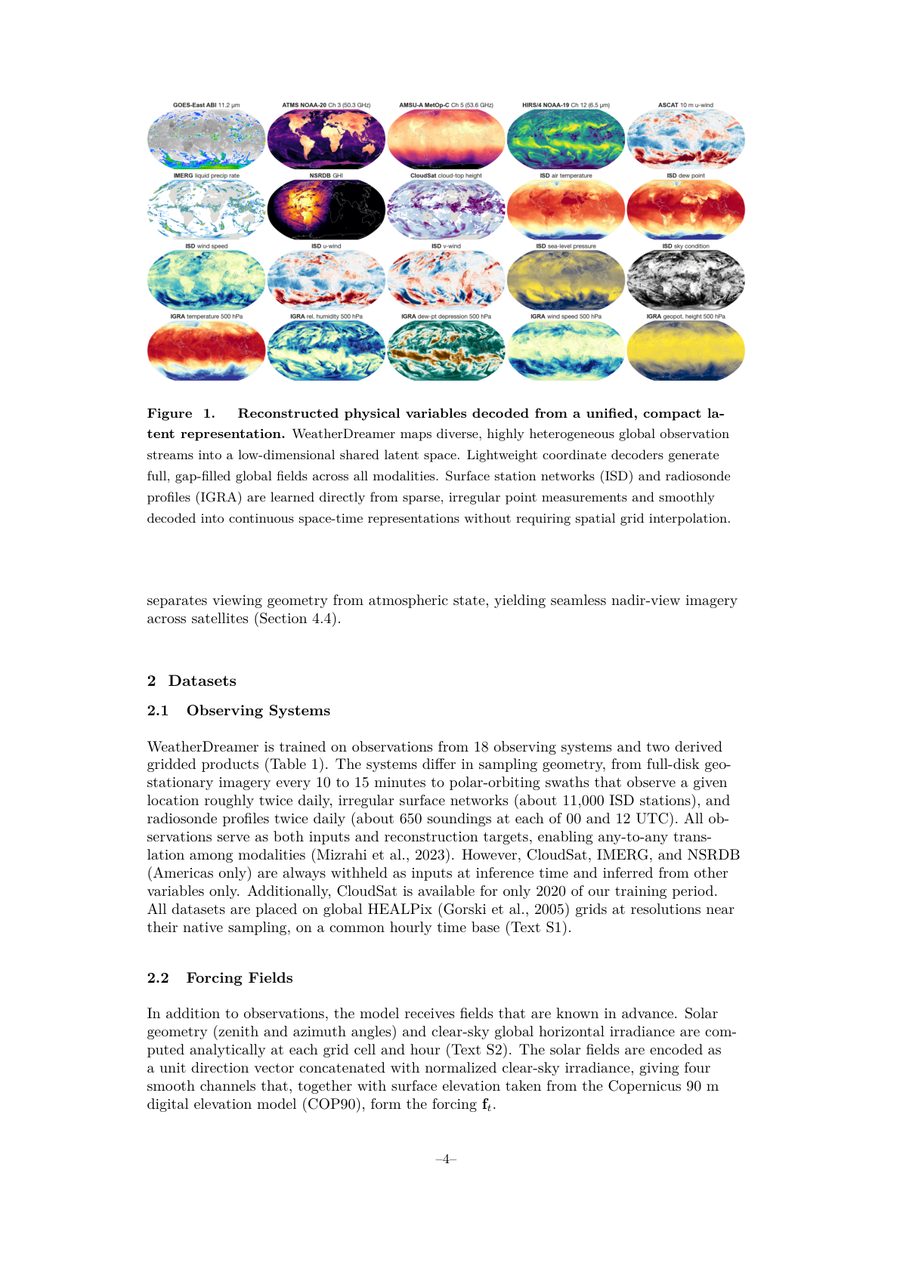 GOES-East ABI 11.2 μm
ATMS NOAA-20 Ch 3 (50.3 GHz)
AMSU-A MetOp-C Ch 5 (53.6 GHz)
HIRS/4 NOAA-19 Ch 12 (6.5 μm)
ASCAT 10 m u-wind
IMERG liquid precip rate
NSRDB GHI
CloudSat cloud-top height
ISD air temperature
ISD dew point
ISD wind speed
ISD u-wind
ISD v-wind
ISD sea-level pressure
ISD sky condition
IGRA temperature 500 hPa
IGRA rel. humidity 500 hPa
IGRA dew-pt depression 500 hPa
IGRA wind speed 500 hPa
IGRA geopot. height 500 hPa
Figure 1. Reconstructed physical variables decoded from a unified, compact la-
tent representation. WeatherDreamer maps diverse, highly heterogeneous global observation
streams into a low-dimensional shared latent space. Lightweight coordinate decoders generate
full, gap-filled global fields across all modalities. Surface station networks (ISD) and radiosonde
profiles (IGRA) are learned directly from sparse, irregular point measurements and smoothly
decoded into continuous space-time representations without requiring spatial grid interpolation.
separates viewing geometry from atmospheric state, yielding seamless nadir-view imagery
across satellites (Section 4.4).
2 Datasets
2.1 Observing Systems
WeatherDreamer is trained on observations from 18 observing systems and two derived
gridded products (Table 1). The systems differ in sampling geometry, from full-disk geo-
stationary imagery every 10 to 15 minutes to polar-orbiting swaths that observe a given
location roughly twice daily, irregular surface networks (about 11,000 ISD stations), and
radiosonde profiles twice daily (about 650 soundings at each of 00 and 12 UTC). All ob-
servations serve as both inputs and reconstruction targets, enabling any-to-any trans-
lation among modalities (Mizrahi et al., 2023). However, CloudSat, IMERG, and NSRDB
(Americas only) are always withheld as inputs at inference time and inferred from other
variables only. Additionally, CloudSat is available for only 2020 of our training period.
All datasets are placed on global HEALPix (Gorski et al., 2005) grids at resolutions near
their native sampling, on a common hourly time base (Text S1).
2.2 Forcing Fields
In addition to observations, the model receives fields that are known in advance. Solar
geometry (zenith and azimuth angles) and clear-sky global horizontal irradiance are com-
puted analytically at each grid cell and hour (Text S2). The solar fields are encoded as
a unit direction vector concatenated with normalized clear-sky irradiance, giving four
smooth channels that, together with surface elevation taken from the Copernicus 90 m
digital elevation model (COP90), form the forcing fₜ.
–4–